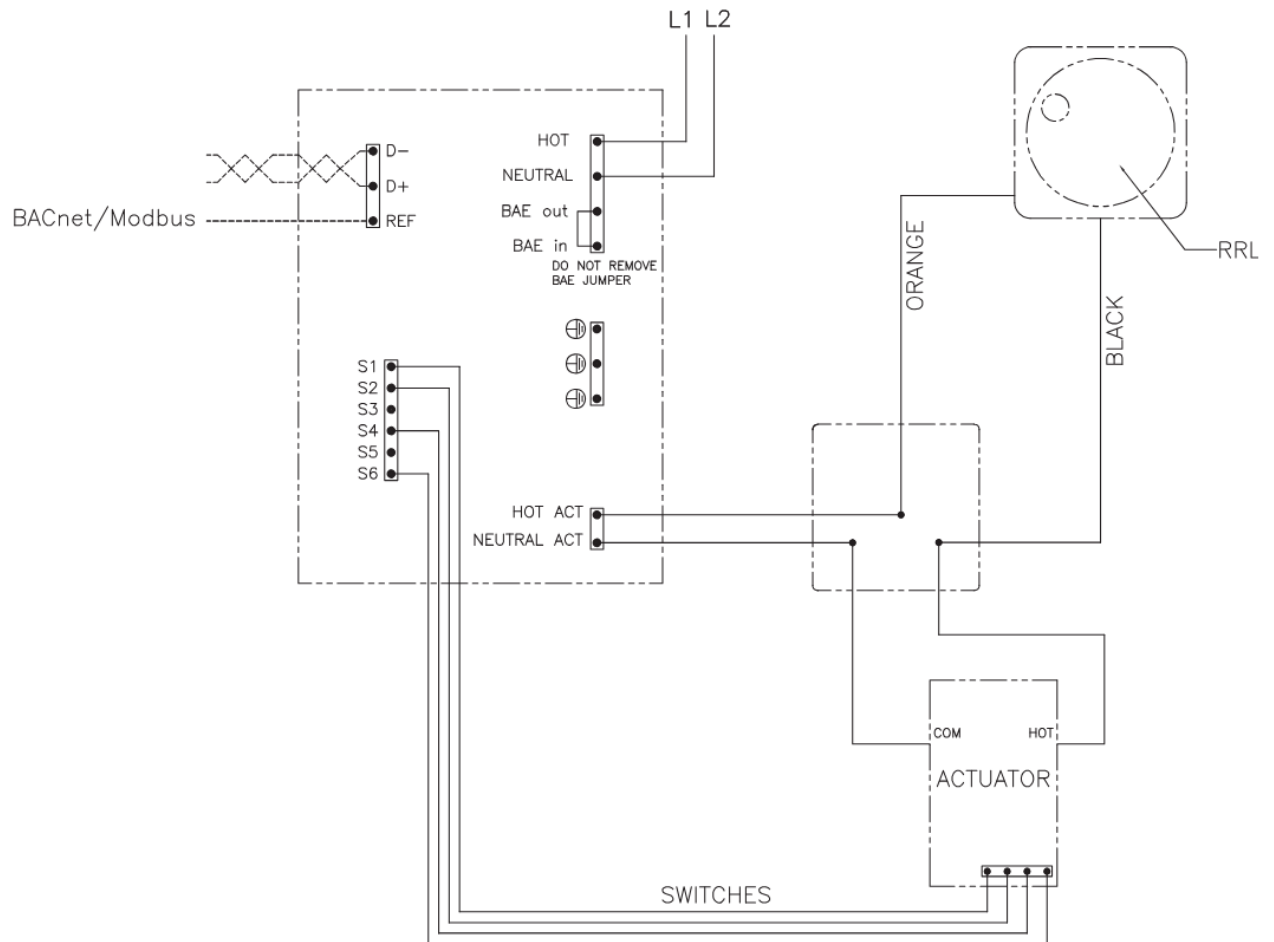 L1 L2
HOT
D-
NEUTRAL
D+
BAE out
BACnet/Modbus
REF
BAE in
DO NOT REMOVE
BAE JUMPER
RRL
ORANGE
BLACK
S1
S2
S3
S4
S5
S6
HOT ACT
NEUTRAL ACT
COM HOT
ACTUATOR
SWITCHES